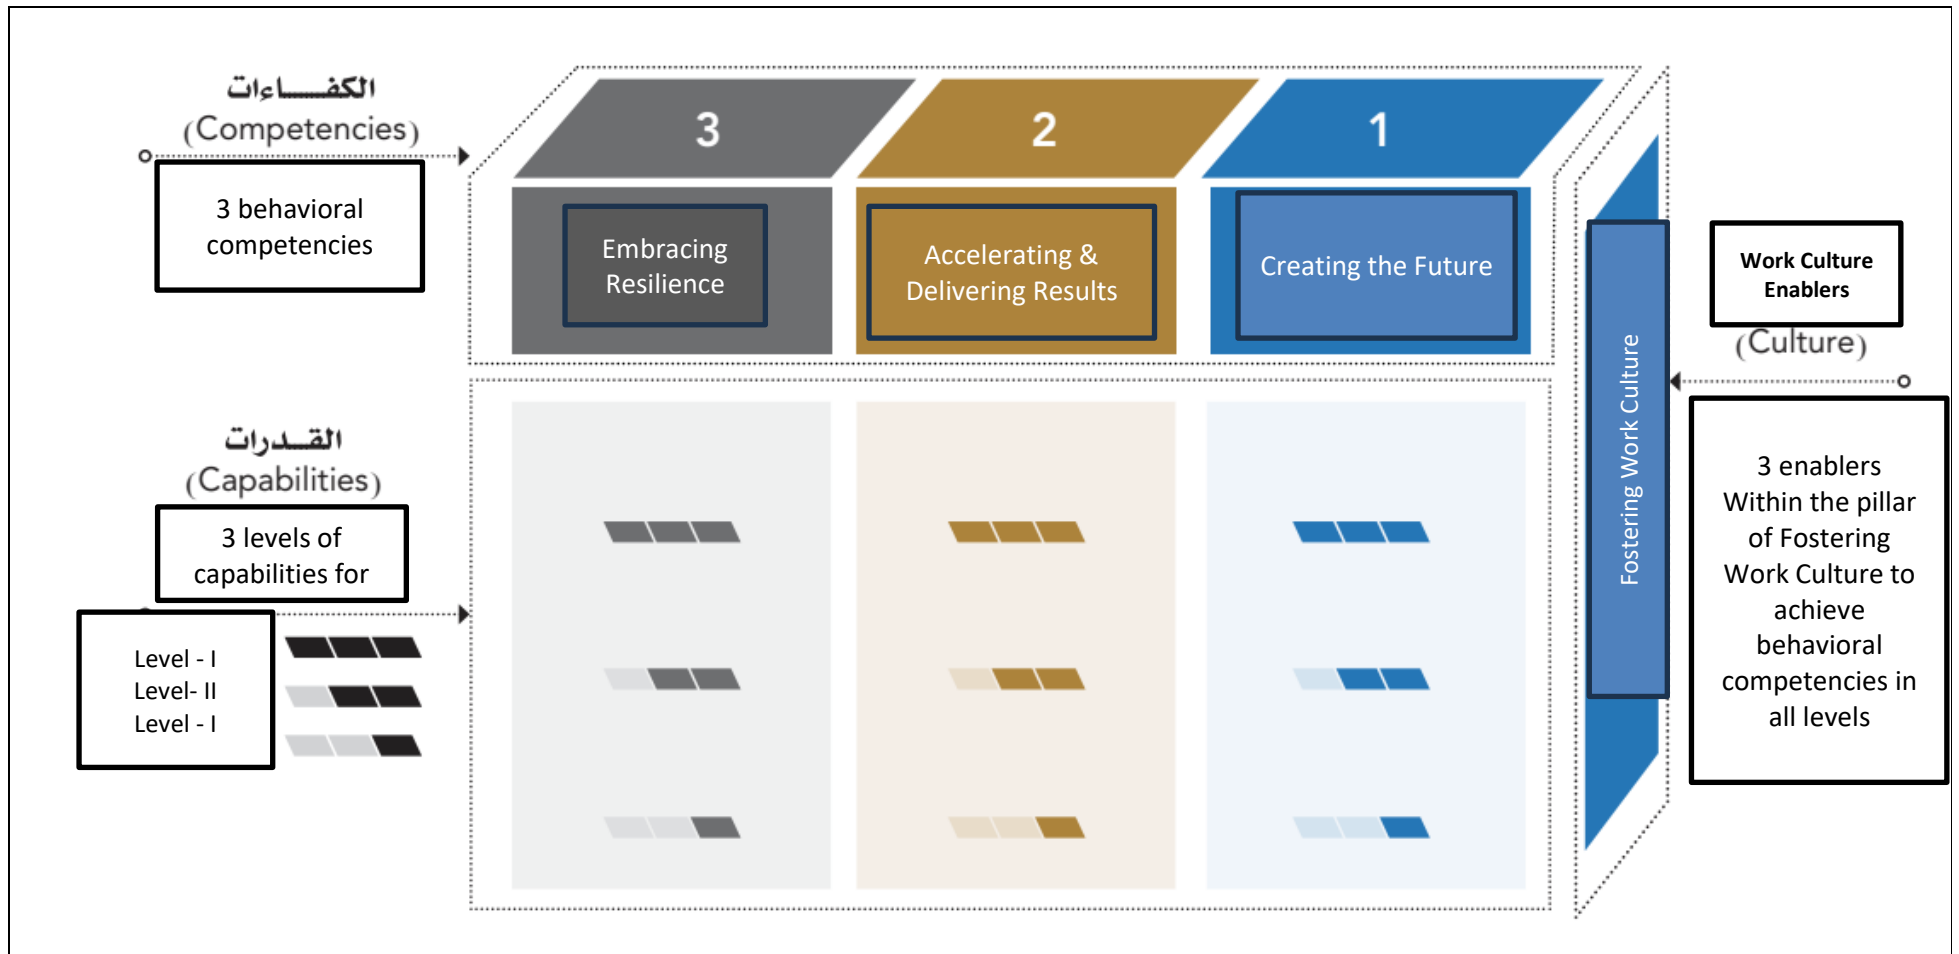 الكفـــــــاءات
(Competencies)
3 behavioral
competencies
3
2
1
Embracing
Resilience
Accelerating &
Delivering Results
Creating the Future
Fostering Work Culture
Work Culture
Enablers
(Culture)
3 enablers
Within the pillar
of Fostering
Work Culture to
achieve
behavioral
competencies in
all levels
القـــدرات
(Capabilities)
3 levels of
capabilities for
Level - I
Level- II
Level - I